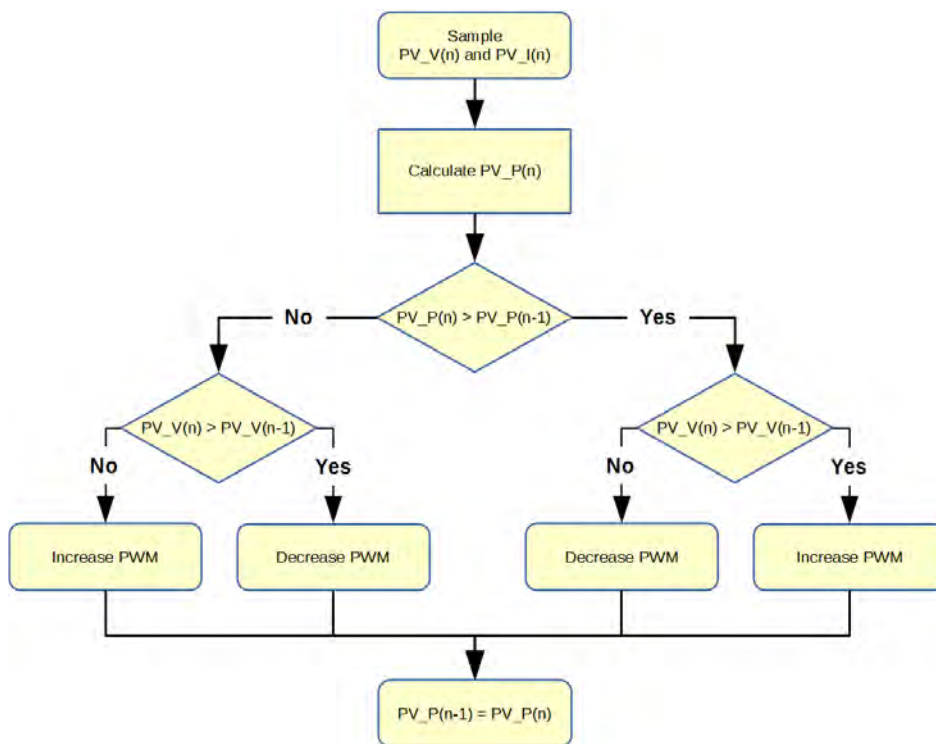 Sample
PV_V(n) and PV_I(n)
Calculate PV_P(n)
PV_P(n) > PV_P(n-1)
No
Yes
PV_V(n) > PV_V(n-1)
PV_V(n) > PV_V(n-1)
No
Yes
No
Yes
Increase PWM
Decrease PWM
Decrease PWM
Increase PWM
PV_P(n-1) = PV_P(n)